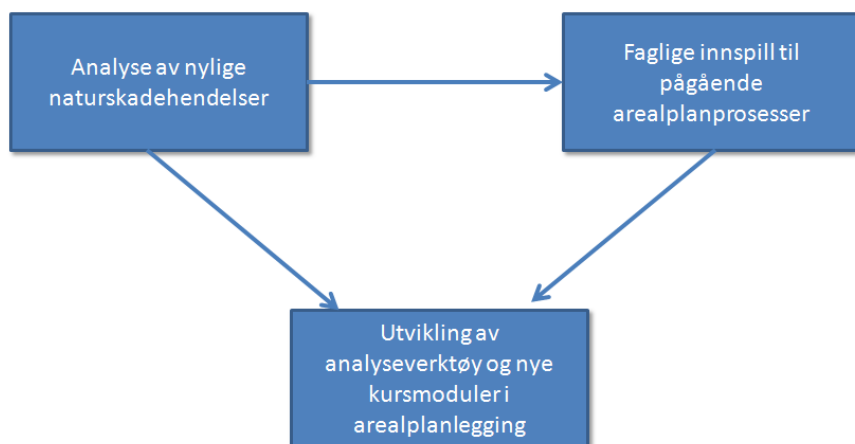 Analyse av nylige
naturskadehendelser
Faglige innspill til
pågående
arealplanprosesser
Utvikling av
analyseverktøy og nye
kursmoduler i
arealplanlegging